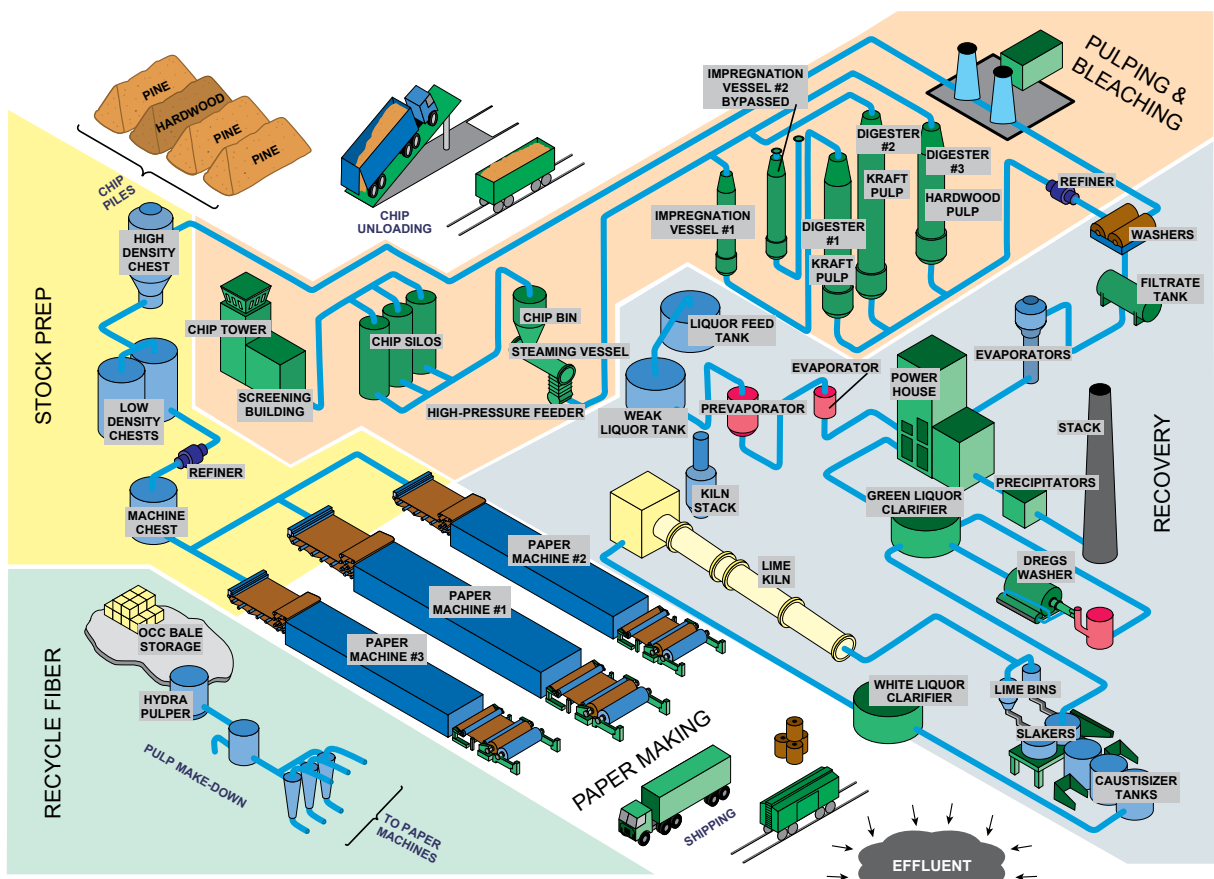 PULPING &
BLEACHING
PINE
HARDWOOD
PINE
PINE
CHIP
PILES
CHIP
UNLOADING
IMPREGNATION
VESSEL #2
BYPASSED
DIGESTER
#2
DIGESTER
#3
KRAFT
PULP
HARDWOOD
PULP
REFINER
IMPREGNATION
VESSEL #1
DIGESTER
#1
KRAFT
PULP
WASHERS
FILTRATE
TANK
HIGH
DENSITY
CHEST
STOCK PREP
CHIP TOWER
SCREENING
BUILDING
CHIP SILOS
CHIP BIN
STEAMING VESSEL
HIGH-PRESSURE FEEDER
LIQUOR FEED
TANK
WEAK
LIQUOR TANK
PREVAPORATOR
EVAPORATOR
EVAPORATORS
POWER
HOUSE
STACK
RECOVERY
LOW
DENSITY
CHESTS
REFINER
MACHINE
CHEST
KILN
STACK
GREEN LIQUOR
CLARIFIER
PRECIPITATORS
PAPER
MACHINE #2
PAPER
MACHINE #1
PAPER
MACHINE #3
LIME
KILN
DREGS
WASHER
RECYCLE FIBER
OCC BALE
STORAGE
HYDRA
PULPER
PULP MAKE-DOWN
TO PAPER
MACHINES
PAPER MAKING
WHITE LIQUOR
CLARIFIER
LIME BINS
SLAKERS
CAUSTISIZER
TANKS
SHIPPING
EFFLUENT